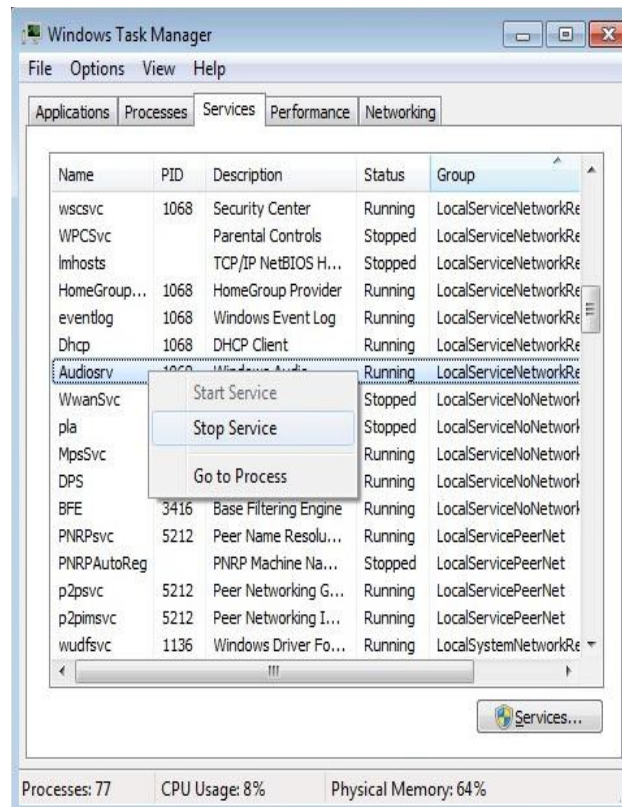 Windows Task Manager
File Options View Help
Applications Processes Services Performance Networking
Name PID Description Status Group
wscsvc 1068 Security Center Running LocalServiceNetworkRe
WPCSvc Parental Controls Stopped LocalServiceNetworkRe
lmhosts TCP/IP NetBIOS H... Stopped LocalServiceNetworkRe
HomeGroup... 1068 HomeGroup Provider Running LocalServiceNetworkRe
eventlog 1068 Windows Event Log Running LocalServiceNetworkRe
Dhcp 1068 DHCP Client Running LocalServiceNetworkRe
Audiosrv 1068 Windows Audio Running LocalServiceNetworkRe
WwanSvc Start Service Stopped LocalServiceNoNetwork
pla Stop Service Stopped LocalServiceNoNetwork
MpsSvc Running LocalServiceNoNetwork
DPS Go to Process Running LocalServiceNoNetwork
BFE 3416 Base Filtering Engine Running LocalServiceNoNetwork
PNRPsvc 5212 Peer Name Resolu... Running LocalServicePeerNet
PNRPAutoReg PNRP Machine Na... Stopped LocalServicePeerNet
p2psvc 5212 Peer Networking G... Running LocalServicePeerNet
p2pimsvc 5212 Peer Networking I... Running LocalServicePeerNet
wudfsvc 1136 Windows Driver Fo... Running LocalSystemNetworkRe
Services...
Processes: 77 CPU Usage: 8% Physical Memory: 64%